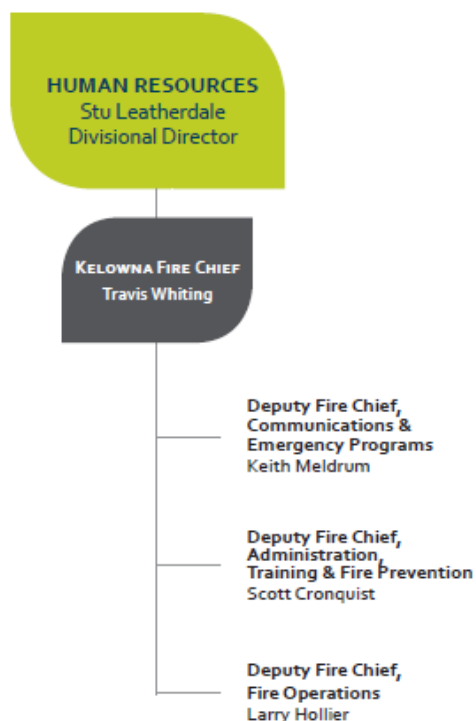 HUMAN RESOURCES
Stu Leatherdale
Divisional Director
KELOWNA FIRE CHIEF
Travis Whiting
Deputy Fire Chief,
Communications &
Emergency Programs
Keith Meldrum
Deputy Fire Chief,
Administration,
Training & Fire Prevention
Scott Cronquist
Deputy Fire Chief,
Fire Operations
Larry Hollier